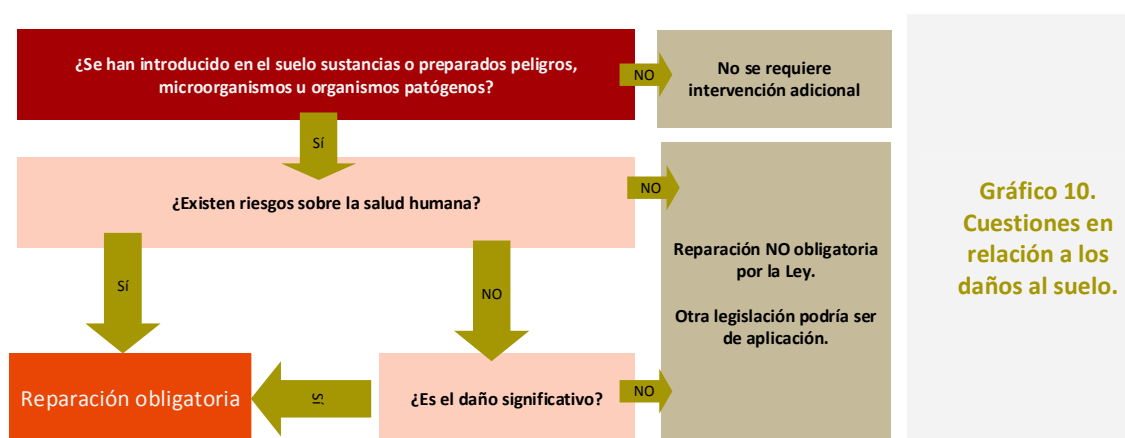 ¿Se han introducido en el suelo sustancias o preparados peligros,
microorganismos u organismos patógenos?
NO
No se requiere
intervención adicional
Sí
¿Existen riesgos sobre la salud humana?
NO
Reparación NO obligatoria
por la Ley.
Otra legislación podría ser
de aplicación.
Sí
NO
Reparación obligatoria
Sí
¿Es el daño significativo?
NO
Gráfico 10.
Cuestiones en
relación a los
daños al suelo.